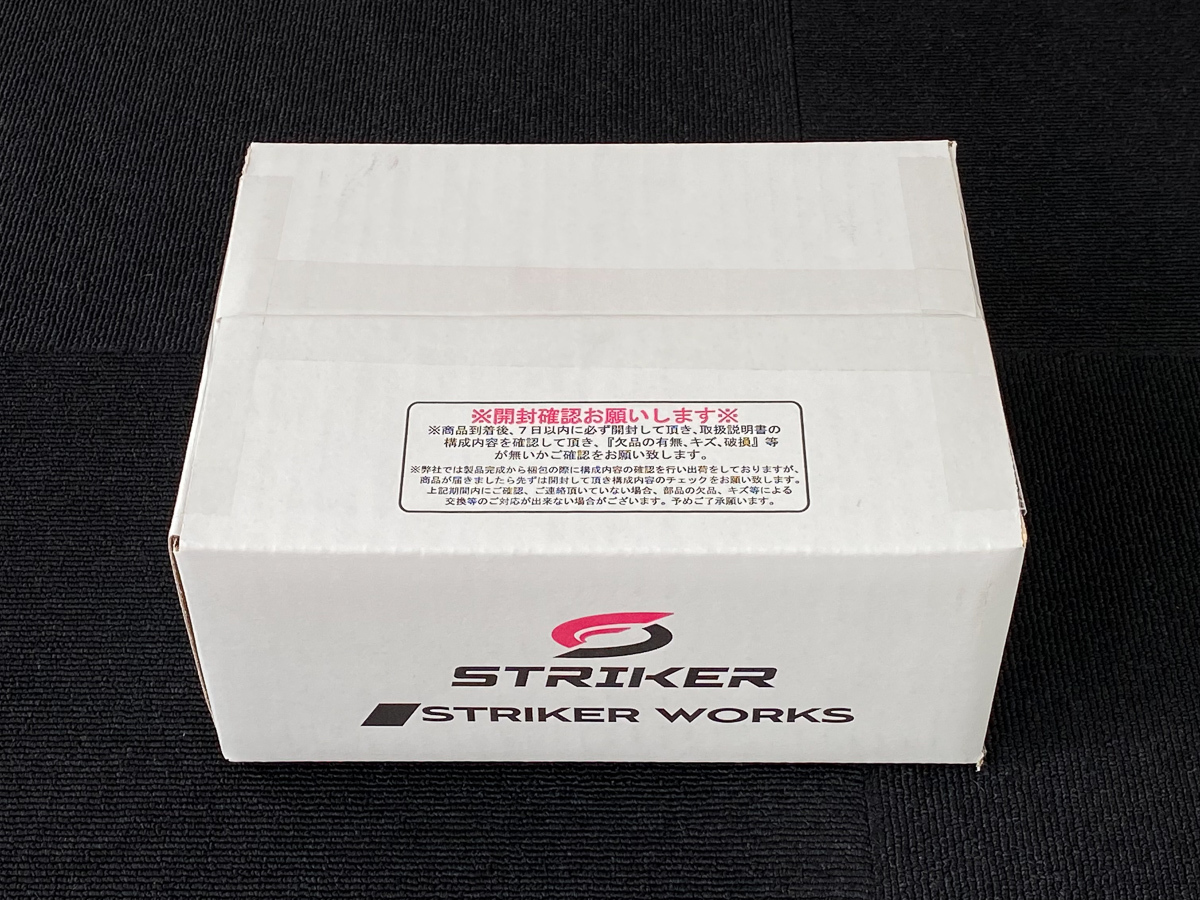 ※開封確認お願いします※
※商品到着後、7日以内に必ず開封して頂き、取扱説明書の
構成内容を確認して頂き、『欠品の有無、キズ、破損』等
が無いかご確認をお願い致します。
※弊社では製品完成から梱包の際に構成内容の確認を行い出荷をしておりますが、
商品が届きましたら先ずは開封して頂き構成内容のチェックをお願い致します。
上記期間内にご確認、ご連絡頂いていない場合、部品の欠品、キズ等による
交換等のご対応が出来ない場合がございます。予めご了承願います。
STRIKER
STRIKER WORKS